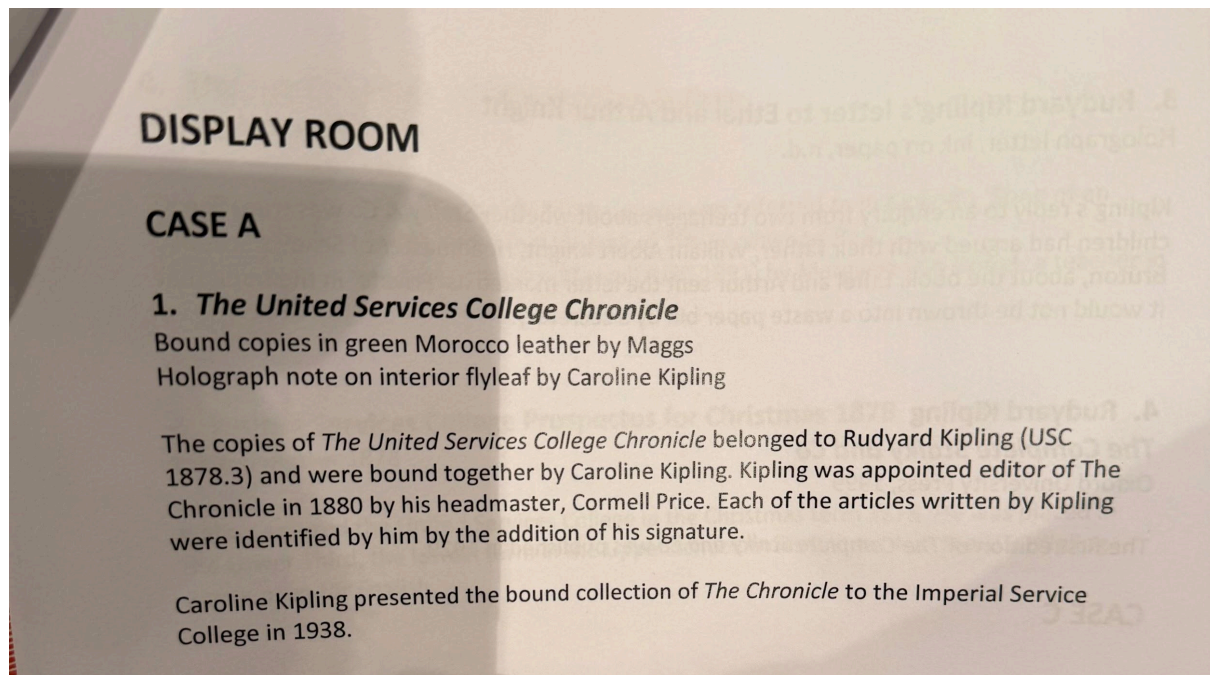 DISPLAY ROOM
CASE A
1. The United Services College Chronicle
Bound copies in green Morocco leather by Maggs
Holograph note on interior flyleaf by Caroline Kipling
The copies of The United Services College Chronicle belonged to Rudyard Kipling (USC
1878.3) and were bound together by Caroline Kipling. Kipling was appointed editor of The
Chronicle in 1880 by his headmaster, Cormell Price. Each of the articles written by Kipling
were identified by him by the addition of his signature.
Caroline Kipling presented the bound collection of The Chronicle to the Imperial Service
College in 1938.